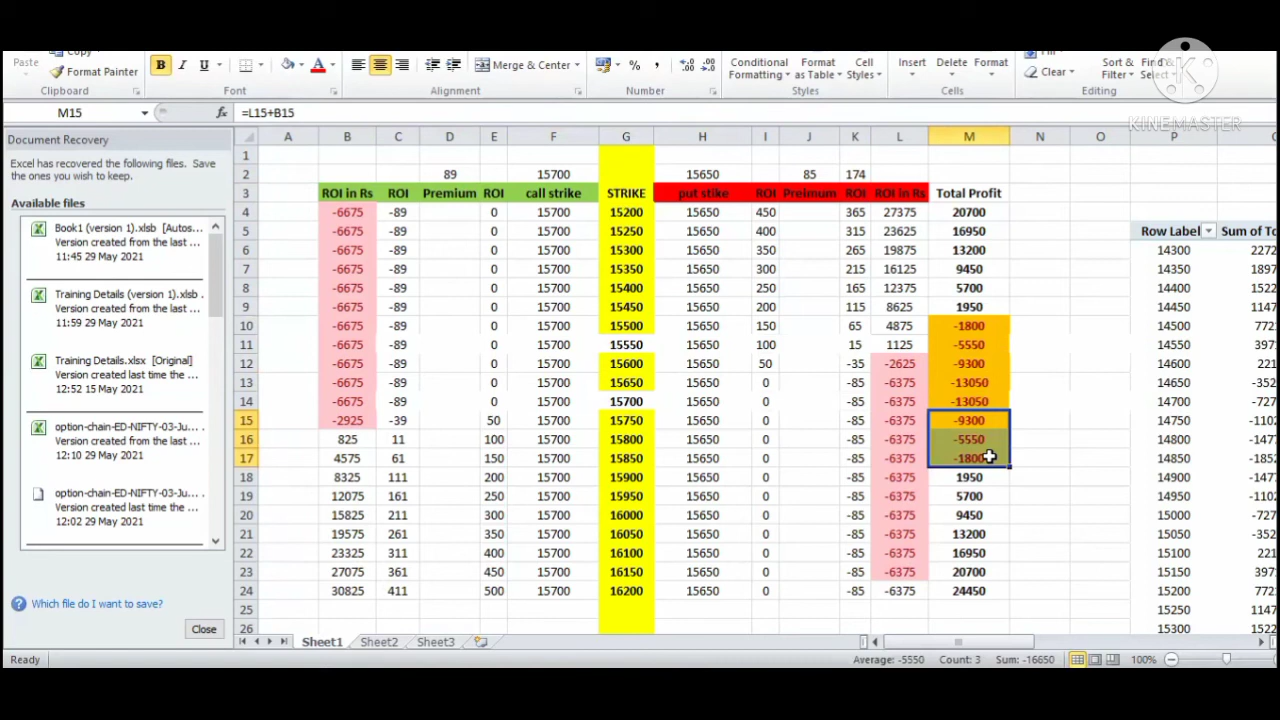 Paste Copy Format Painter B I U A Merge & Center % , Conditional Formatting Format as Table Cell Styles Insert Delete Format Clear Sort & Filter Find & Select
Clipboard Font Alignment Number Styles Cells Editing
KINEMASTER
M15 fx =L15+B15
Document Recovery
Excel has recovered the following files. Save the ones you wish to keep.
Available files
Book1 (version 1).xlsb [Autos...
Version created from the last ...
11:45 29 May 2021
Training Details (version 1).xlsb .
Version created from the last ...
11:59 29 May 2021
Training Details.xlsx [Original]
Version created last time the ...
12:52 15 May 2021
option-chain-ED-NIFTY-03-Ju... .
Version created from the last ...
12:10 29 May 2021
option-chain-ED-NIFTY-03-Ju... .
Version created from the last ...
12:02 29 May 2021
Which file do I want to save?
Close
A B C D E F G H I J K L M N O P
1
2 89 15700 15650 85 174
3 ROI in Rs ROI Premium ROI call strike STRIKE put stike ROI Preimum ROI ROI in Rs Total Profit
4 -6675 -89 0 15700 15200 15650 450 365 27375 20700
5 -6675 -89 0 15700 15250 15650 400 315 23625 16950 Row Label Sum of To
6 -6675 -89 0 15700 15300 15650 350 265 19875 13200 14300 2272
7 -6675 -89 0 15700 15350 15650 300 215 16125 9450 14350 1897
8 -6675 -89 0 15700 15400 15650 250 165 12375 5700 14400 1522
9 -6675 -89 0 15700 15450 15650 200 115 8625 1950 14450 1147
10 -6675 -89 0 15700 15500 15650 150 65 4875 -1800 14500 772
11 -6675 -89 0 15700 15550 15650 100 15 1125 -5550 14550 397
12 -6675 -89 0 15700 15600 15650 50 -35 -2625 -9300 14600 22
13 -6675 -89 0 15700 15650 15650 0 -85 -6375 -13050 14650 -352
14 -6675 -89 0 15700 15700 15650 0 -85 -6375 -13050 14700 -727
15 -2925 -39 50 15700 15750 15650 0 -85 -6375 -9300 14750 -1102
16 825 11 100 15700 15800 15650 0 -85 -6375 -5550 14800 -1477
17 4575 61 150 15700 15850 15650 0 -85 -6375 -1800 14850 -1852
18 8325 111 200 15700 15900 15650 0 -85 -6375 1950 14900 -1477
19 12075 161 250 15700 15950 15650 0 -85 -6375 5700 14950 -1102
20 15825 211 300 15700 16000 15650 0 -85 -6375 9450 15000 -727
21 19575 261 350 15700 16050 15650 0 -85 -6375 13200 15050 -352
22 23325 311 400 15700 16100 15650 0 -85 -6375 16950 15100 22
23 27075 361 450 15700 16150 15650 0 -85 -6375 20700 15150 397
24 30825 411 500 15700 16200 15650 0 -85 -6375 24450 15200 772
25 15250 1147
26 15300 1522
Sheet1 Sheet2 Sheet3
Ready Average: -5550 Count: 3 Sum: -16650 100%